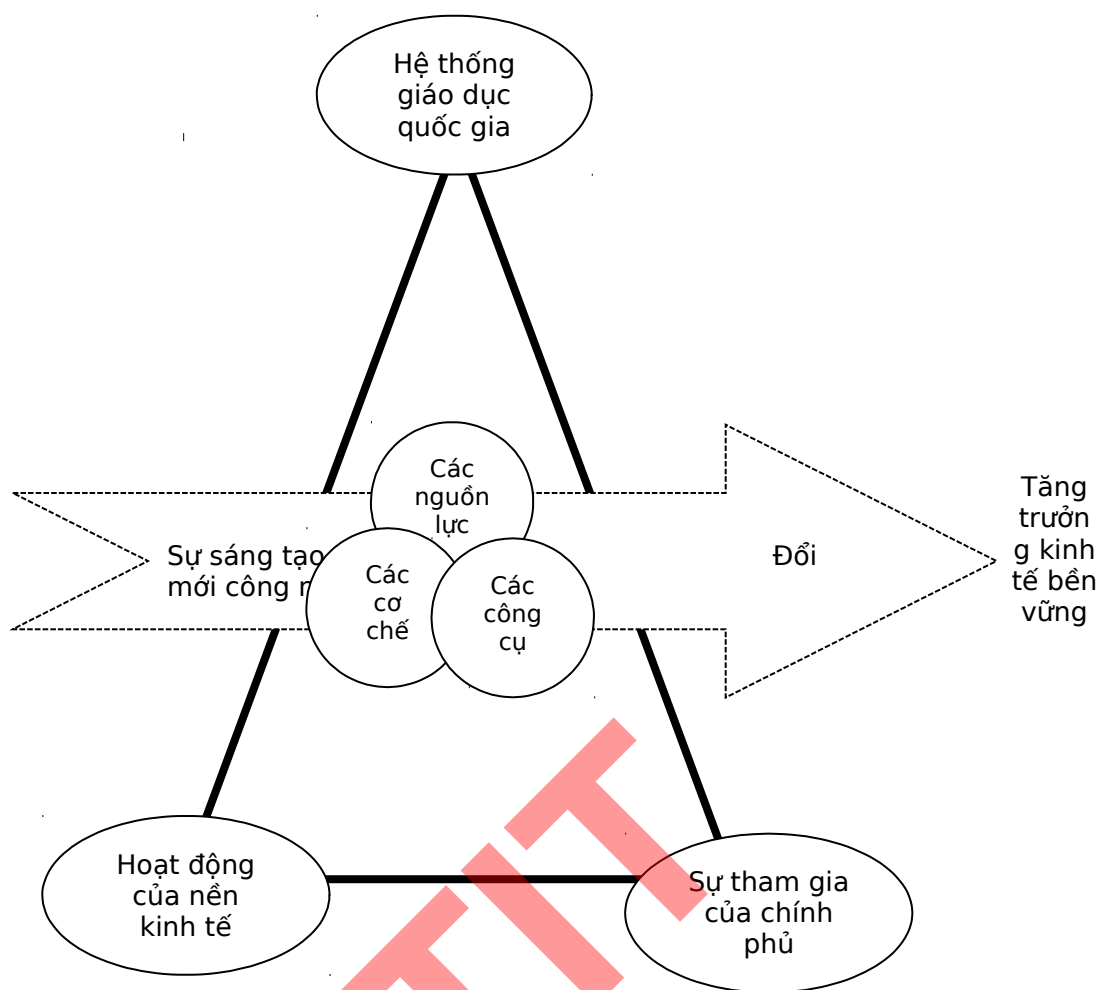 Hệ thống
giáo dục
quốc gia
Các
nguồn
lực
Sự sáng tạo
mới công
Các
cơ
chế
Các
công
cụ
Đổi
Tăng
trưởn
g kinh
tế bền
vững
Hoạt động
của nền
kinh tế
Sự tham gia
của chính
phủ